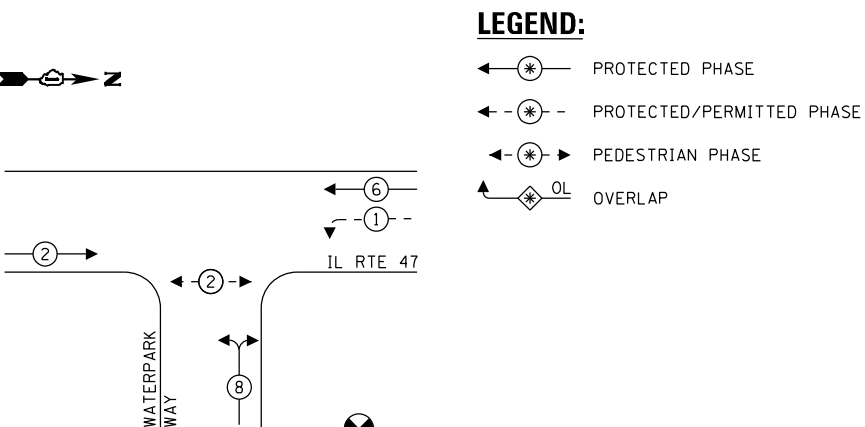 LEGEND:
* PROTECTED PHASE
* PROTECTED/PERMITTED PHASE
* PEDESTRIAN PHASE
* OL OVERLAP
N
6
1
2
IL RTE 47
2
8
WATERPARK
WAY